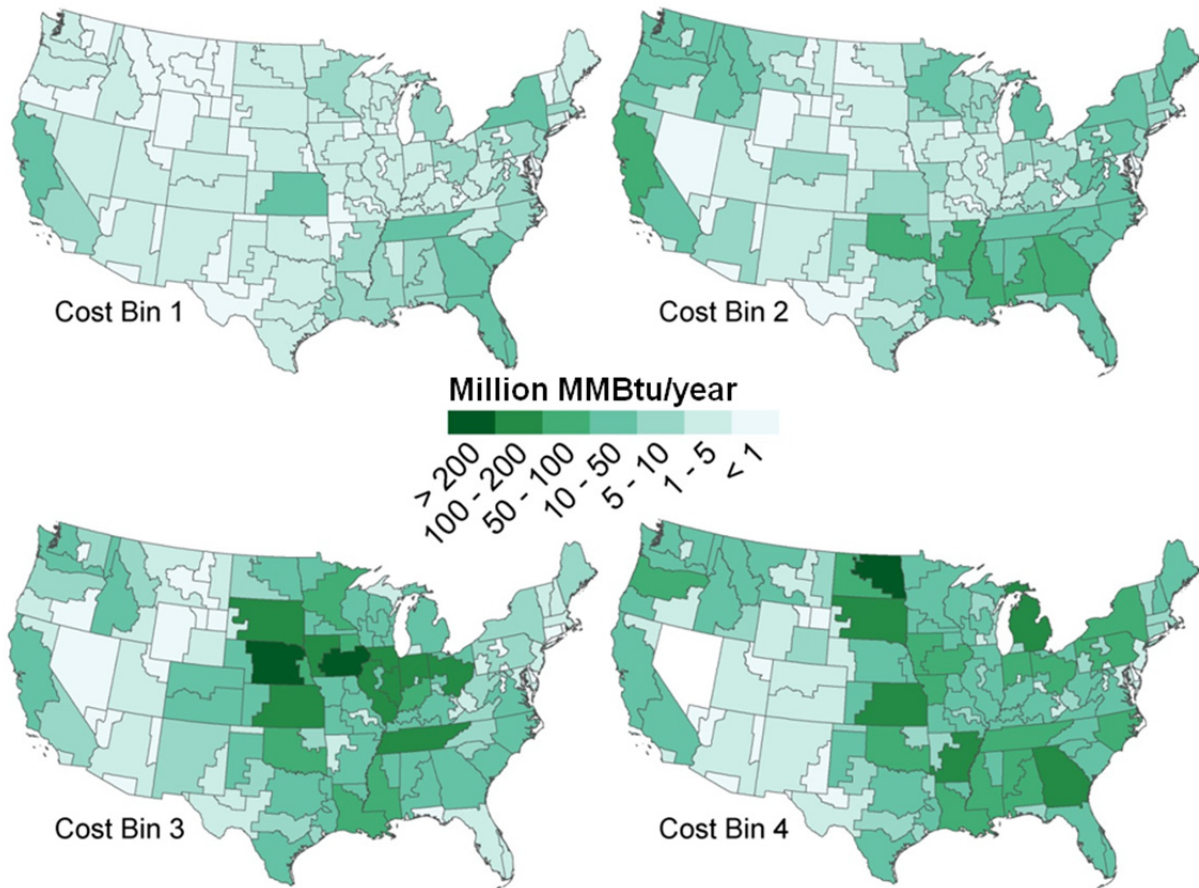 Cost Bin 1
Cost Bin 2
Million MMBtu/year
> 200
100 - 200
50 - 100
10 - 50
5 - 10
1 - 5
< 1
Cost Bin 3
Cost Bin 4